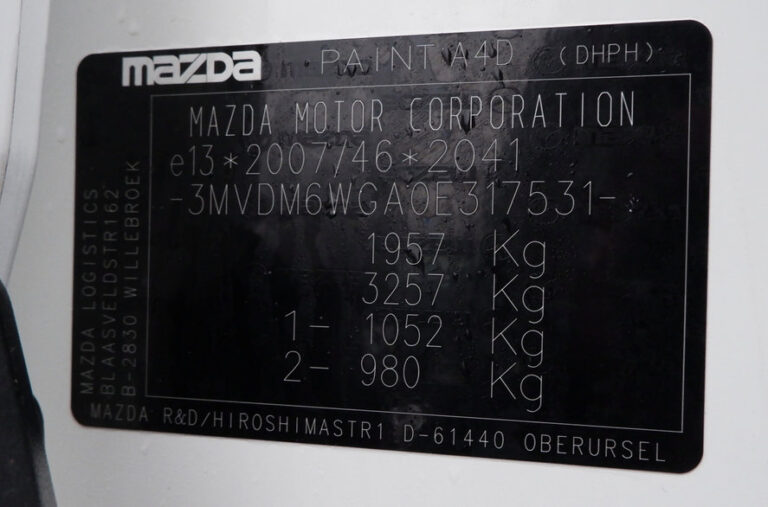 mazda PAINT A4D (DHPH)
MAZDA MOTOR CORPORATION
e13*2007/46*2041
-3MVDM6WGA0E317531-
1957 Kg
3257 Kg
1- 1052 Kg
2- 980 Kg
MAZDA LOGISTICS
BLAASVELDSTR162
B-2830 WILLEBROEK
MAZDA R&D/HIROSHIMASTR1 D-61440 OBERURSEL